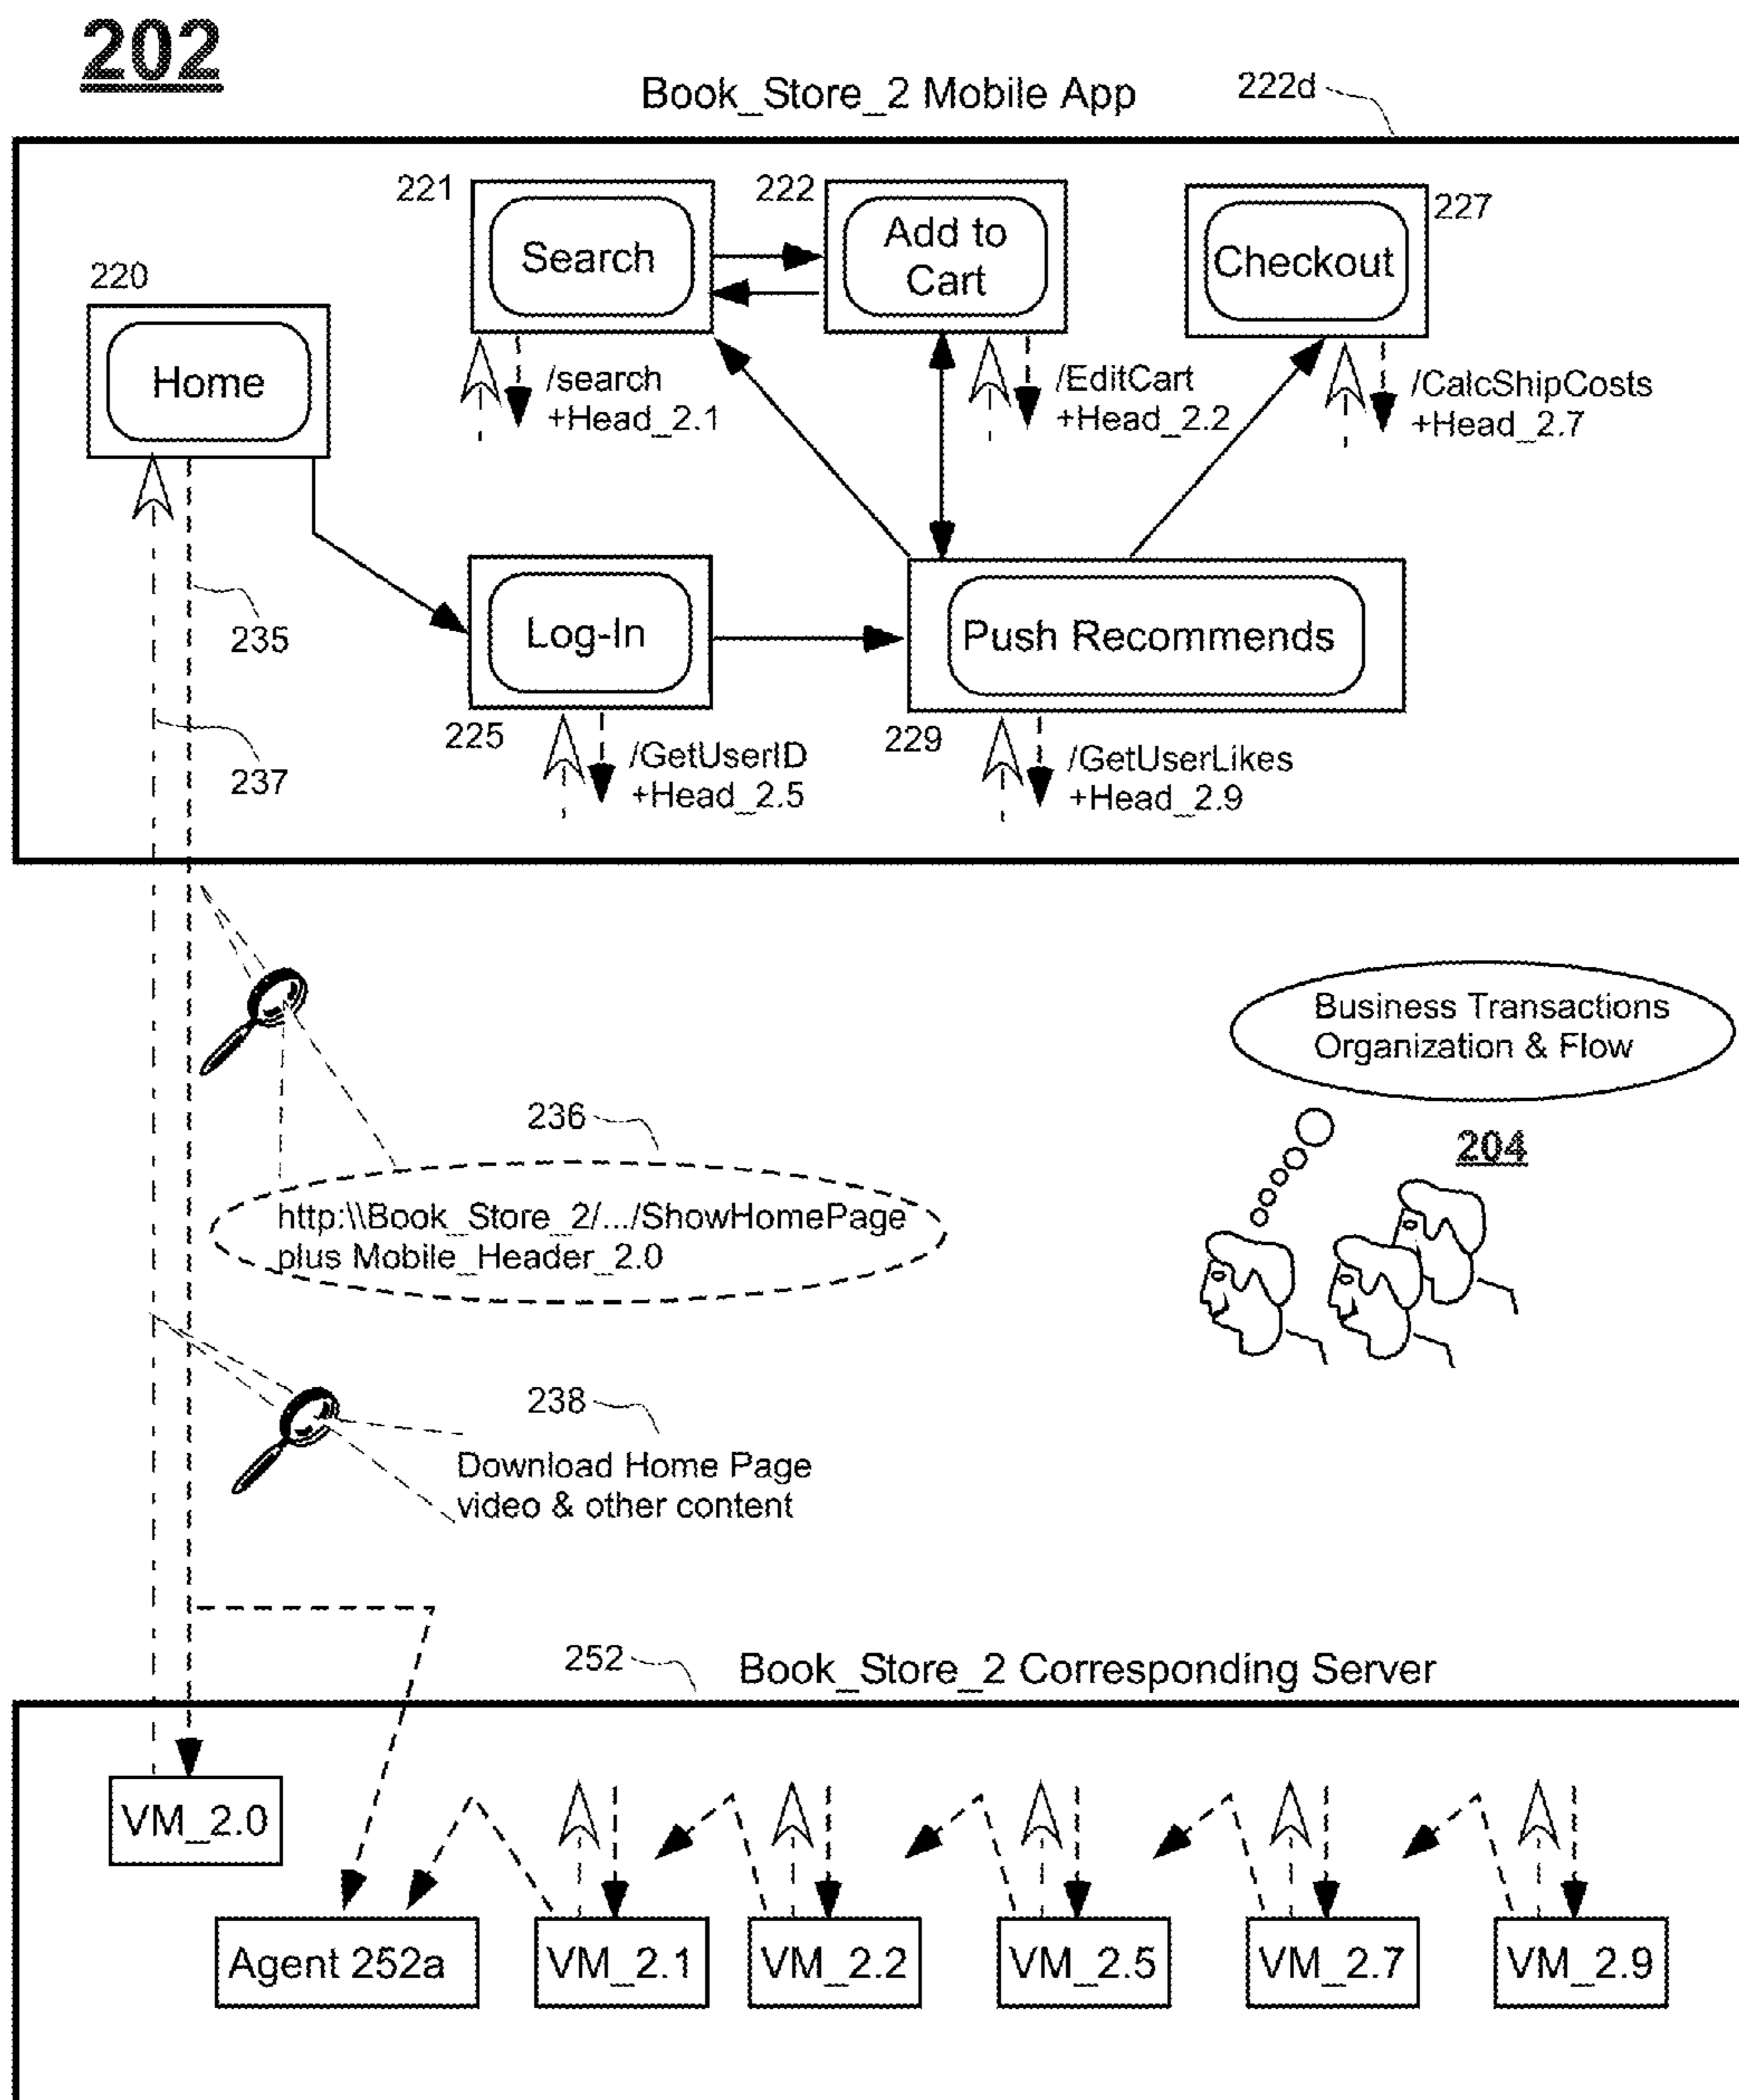 202
Book_Store_2 Mobile App
222d
221
Search
222
Add to
Cart
227
Checkout
220
Home
/search
+Head_2.1
/EditCart
+Head_2.2
/CalcShipCosts
+Head_2.7
235
237
Log-In
225
/GetUserID
+Head_2.5
Push Recommends
229
/GetUserLikes
+Head_2.9
Business Transactions
Organization & Flow
204
236
http:\\Book_Store_2/.../ShowHomePage
plus Mobile_Header_2.0
238
Download Home Page
video & other content
252
Book_Store_2 Corresponding Server
VM_2.0
Agent 252a
VM_2.1
VM_2.2
VM_2.5
VM_2.7
VM_2.9